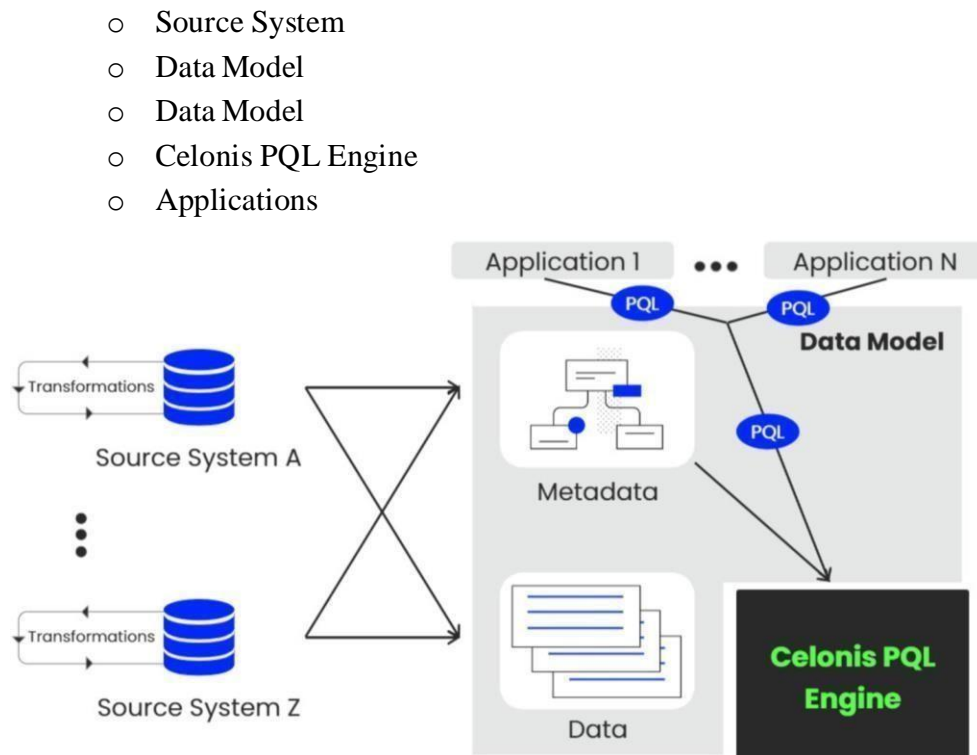 o Source System
o Data Model
o Data Model
o Celonis PQL Engine
o Applications
Application 1 ••• Application N
PQL PQL
Data Model
Transformations
PQL
Source System A
Metadata
Transformations
Celonis PQL
Engine
Source System Z
Data